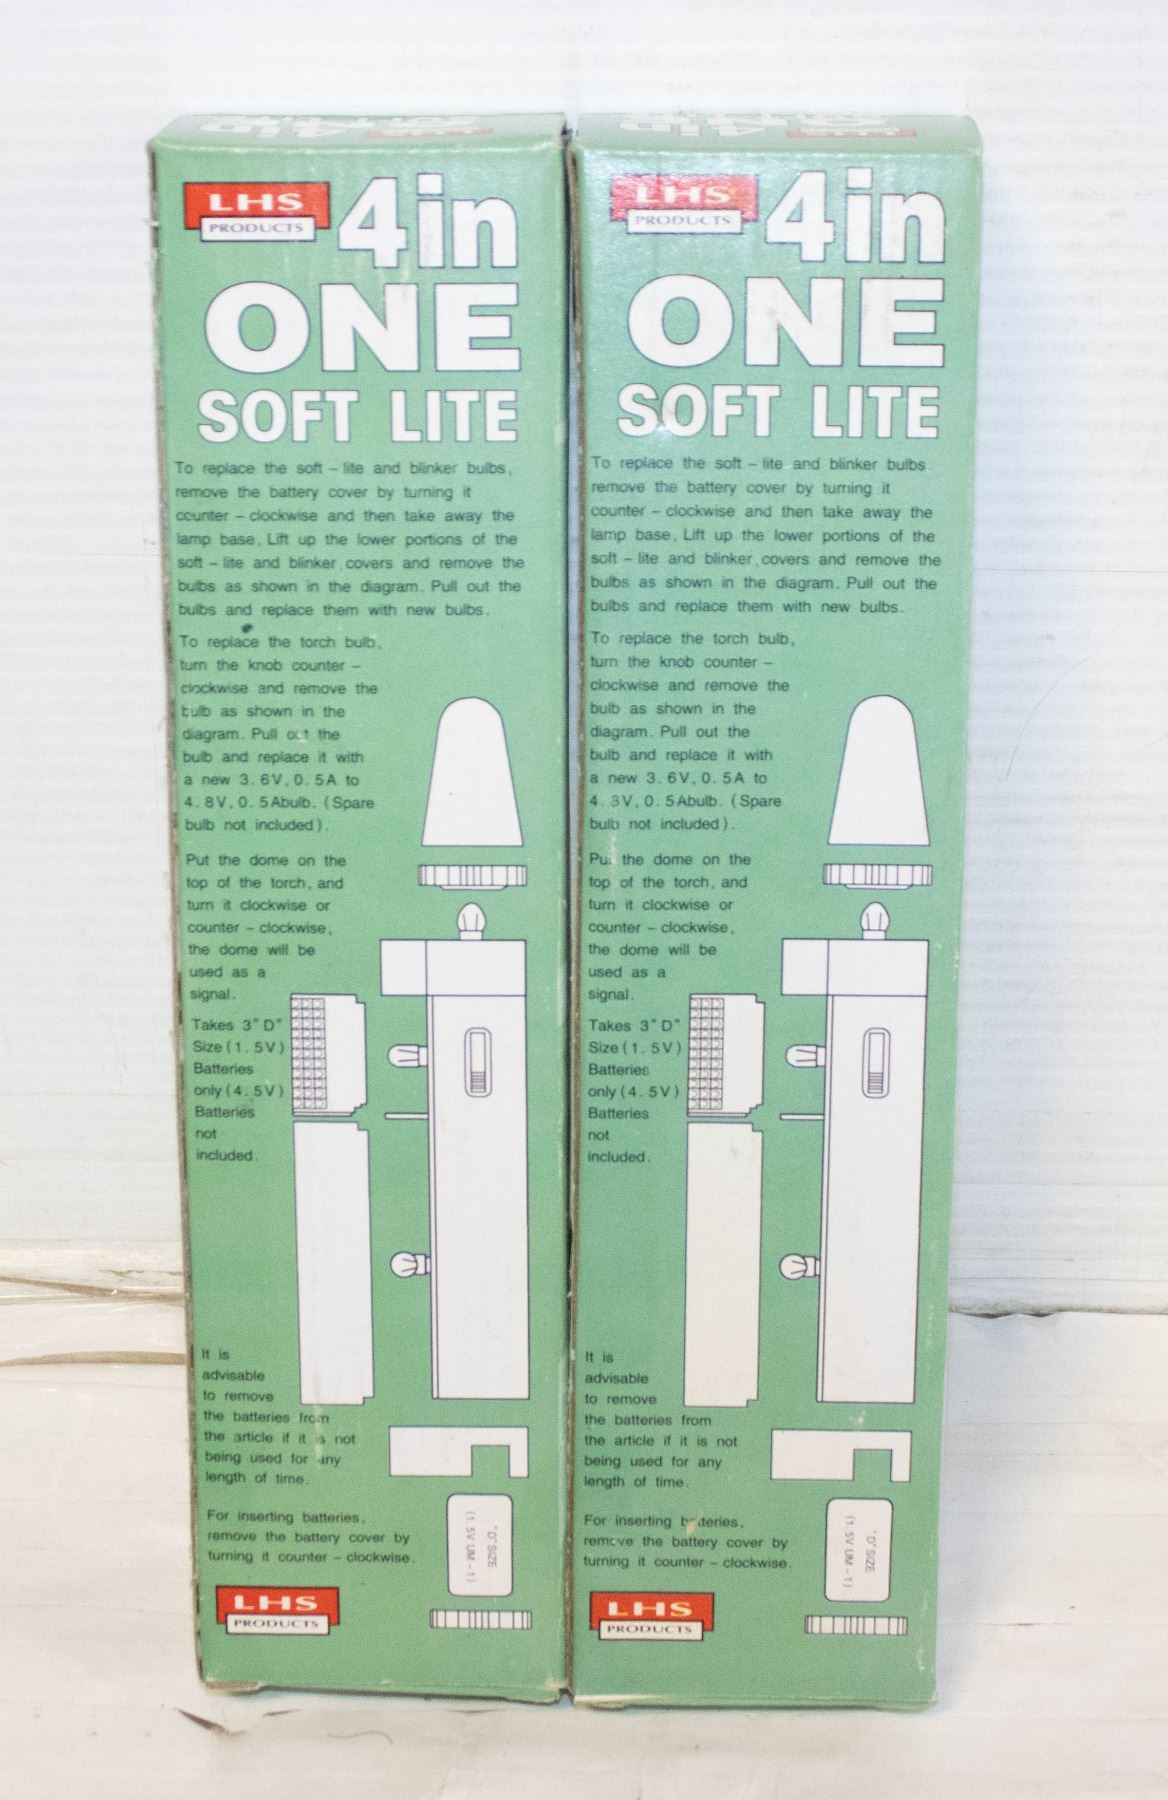 LHS
PRODUCTS
4in
ONE
SOFT LITE
To replace the soft – lite and blinker bulbs,
remove the battery cover by turning it
counter – clockwise and then take away the
lamp base. Lift up the lower portions of the
soft – lite and blinker covers and remove the
bulbs as shown in the diagram. Pull out the
bulbs and replace them with new bulbs.
To replace the torch bulb,
turn the knob counter –
clockwise and remove the
bulb as shown in the
diagram. Pull out the
bulb and replace it with
a new 3.6V, 0.5A to
4.8V, 0.5Abulb. (Spare
bulb not included).
Put the dome on the
top of the torch, and
turn it clockwise or
counter – clockwise,
the dome will be
used as a
signal.
Takes 3"D"
Size (1.5V)
Batteries
only (4.5V)
Batteries
not
included.
It is
advisable
to remove
the batteries from
the article if it is not
being used for any
length of time.
For inserting batteries,
remove the battery cover by
turning it counter – clockwise.
"D" SIZE
(1.5V UM – 1)
LHS
PRODUCTS
LHS
PRODUCTS
4in
ONE
SOFT LITE
To replace the soft – lite and blinker bulbs,
remove the battery cover by turning it
counter – clockwise and then take away the
lamp base. Lift up the lower portions of the
soft – lite and blinker covers and remove the
bulbs as shown in the diagram. Pull out the
bulbs and replace them with new bulbs.
To replace the torch bulb,
turn the knob counter –
clockwise and remove the
bulb as shown in the
diagram. Pull out the
bulb and replace it with
a new 3.6V, 0.5A to
4.8V, 0.5Abulb. (Spare
bulb not included).
Put the dome on the
top of the torch, and
turn it clockwise or
counter – clockwise,
the dome will be
used as a
signal.
Takes 3"D"
Size (1.5V)
Batteries
only (4.5V)
Batteries
not
included.
It is
advisable
to remove
the batteries from
the article if it is not
being used for any
length of time.
For inserting batteries,
remove the battery cover by
turning it counter – clockwise.
"D" SIZE
(1.5V UM – 1)
LHS
PRODUCTS